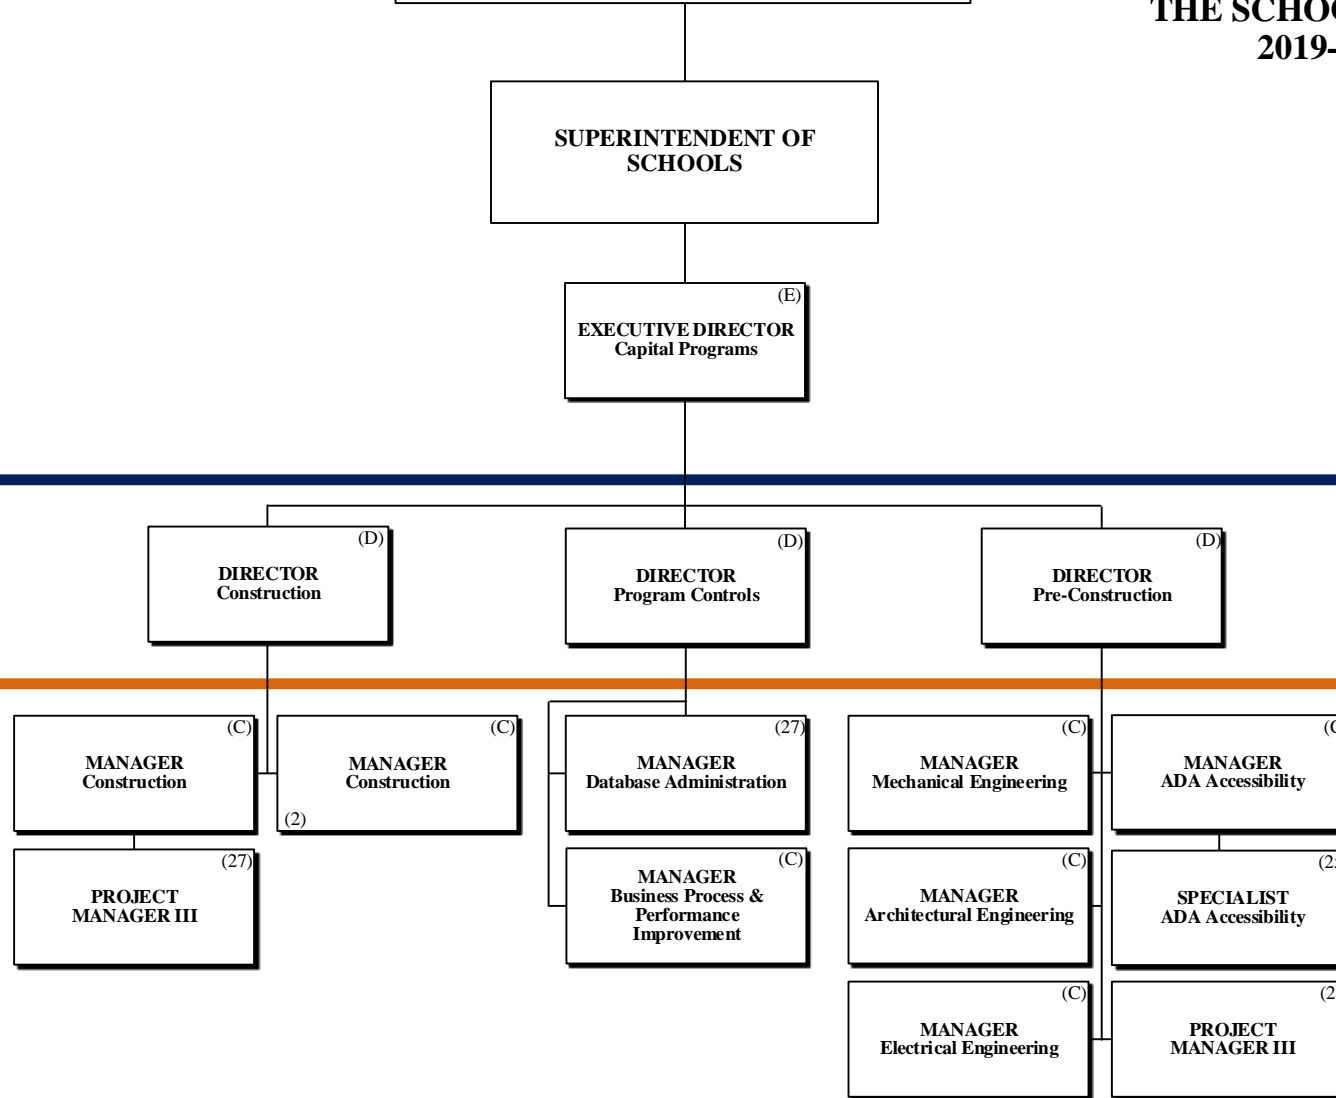 THE SCHOO
2019-
SUPERINTENDENT OF
SCHOOLS
(E)
EXECUTIVE DIRECTOR
Capital Programs
(D)
DIRECTOR
Construction
(D)
DIRECTOR
Program Controls
(D)
DIRECTOR
Pre-Construction
(C)
MANAGER
Construction
(C)
MANAGER
Construction
(2)
(27)
MANAGER
Database Administration
(C)
MANAGER
Mechanical Engineering
MANAGER
ADA Accessibility
(27)
PROJECT
MANAGER III
(C)
MANAGER
Business Process &
Performance
Improvement
(C)
MANAGER
Architectural Engineering
SPECIALIST
ADA Accessibility
(C)
MANAGER
Electrical Engineering
PROJECT
MANAGER III